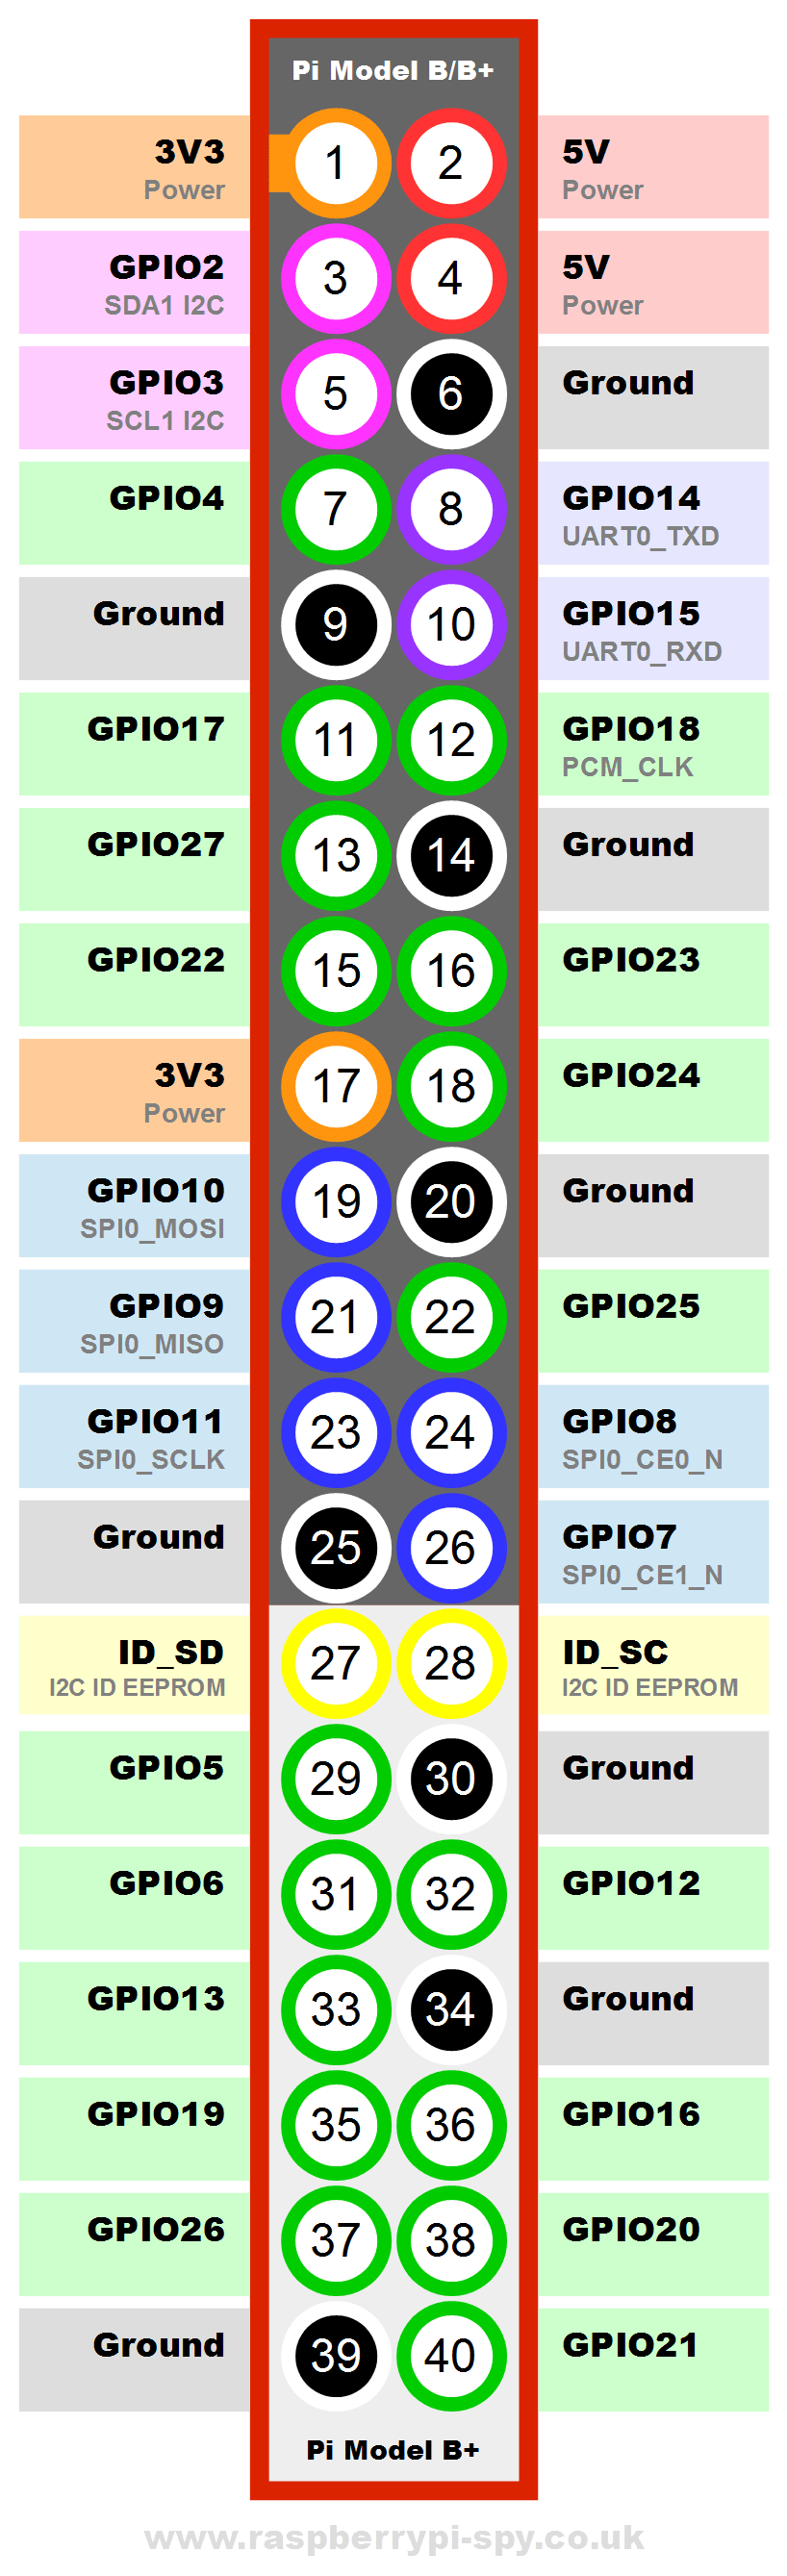 Pi Model B/B+
3V3 1 2 5V
Power Power
GPIO2 3 4 5V
SDA1 I2C Power
GPIO3 5 6 Ground
SCL1 I2C
GPIO4 7 8 GPIO14
UART0_TXD
Ground 9 10 GPIO15
UART0_RXD
GPIO17 11 12 GPIO18
PCM_CLK
GPIO27 13 14 Ground
GPIO22 15 16 GPIO23
3V3 17 18 GPIO24
Power
GPIO10 19 20 Ground
SPI0_MOSI
GPIO9 21 22 GPIO25
SPI0_MISO
GPIO11 23 24 GPIO8
SPI0_SCLK SPI0_CE0_N
Ground 25 26 GPIO7
SPI0_CE1_N
ID_SD 27 28 ID_SC
I2C ID EEPROM I2C ID EEPROM
GPIO5 29 30 Ground
GPIO6 31 32 GPIO12
GPIO13 33 34 Ground
GPIO19 35 36 GPIO16
GPIO26 37 38 GPIO20
Ground 39 40 GPIO21
Pi Model B+
www.raspberrypi-spy.co.uk